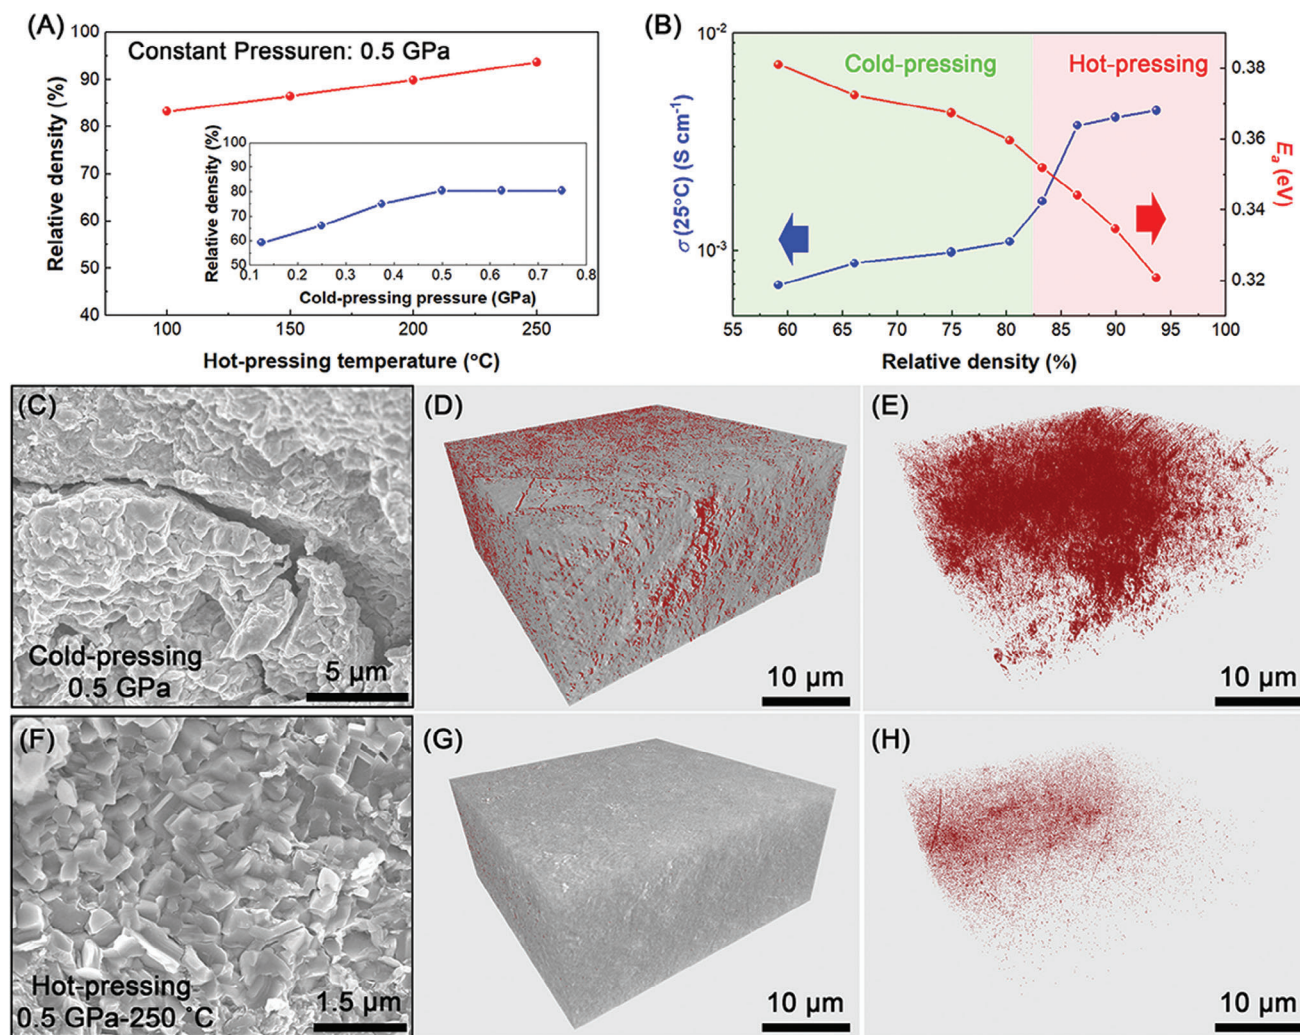 (A)
Constant Pressuren: 0.5 GPa
Relative density (%)
100
90
80
70
60
50
40
100
150
200
250
Hot-pressing temperature (°C)
Relative density (%)
100
90
80
70
60
50
0.1
0.2
0.3
0.4
0.5
0.6
0.7
0.8
Cold-pressing pressure (GPa)
(B)
Cold-pressing
Hot-pressing
σ (25°C) (S cm⁻¹)
10⁻²
10⁻³
0.38
0.36
0.34
0.32
Eₐ (eV)
55
60
65
70
75
80
85
90
95
100
Relative density (%)
(C)
Cold-pressing
0.5 GPa
5 µm
(D)
10 µm
(E)
10 µm
(F)
Hot-pressing
0.5 GPa-250 °C
1.5 µm
(G)
10 µm
(H)
10 µm